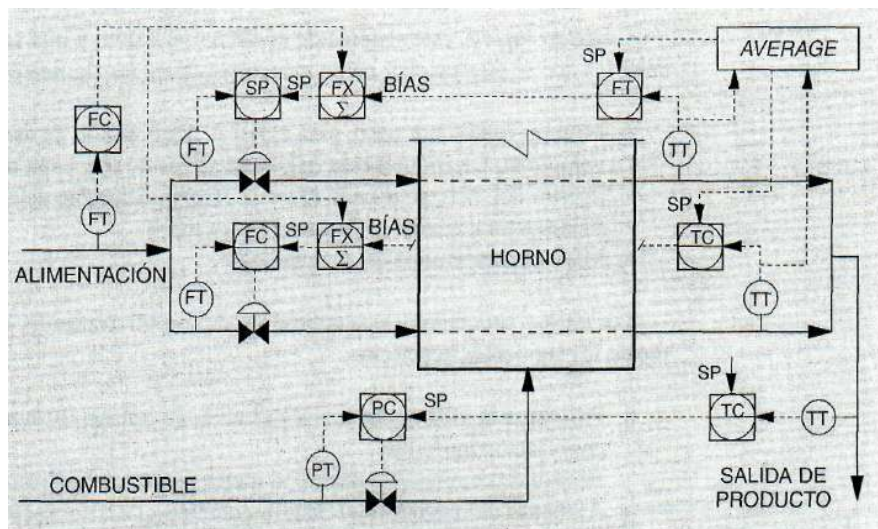 AVERAGE
SP
SP
SP
FX
Σ
BÍAS
FT
FC
FT
TT
FT
SP
FC
SP
FX
Σ
BÍAS
TC
HORNO
ALIMENTACIÓN
FT
TT
SP
PC
SP
TC
TT
PT
COMBUSTIBLE
SALIDA DE
PRODUCTO